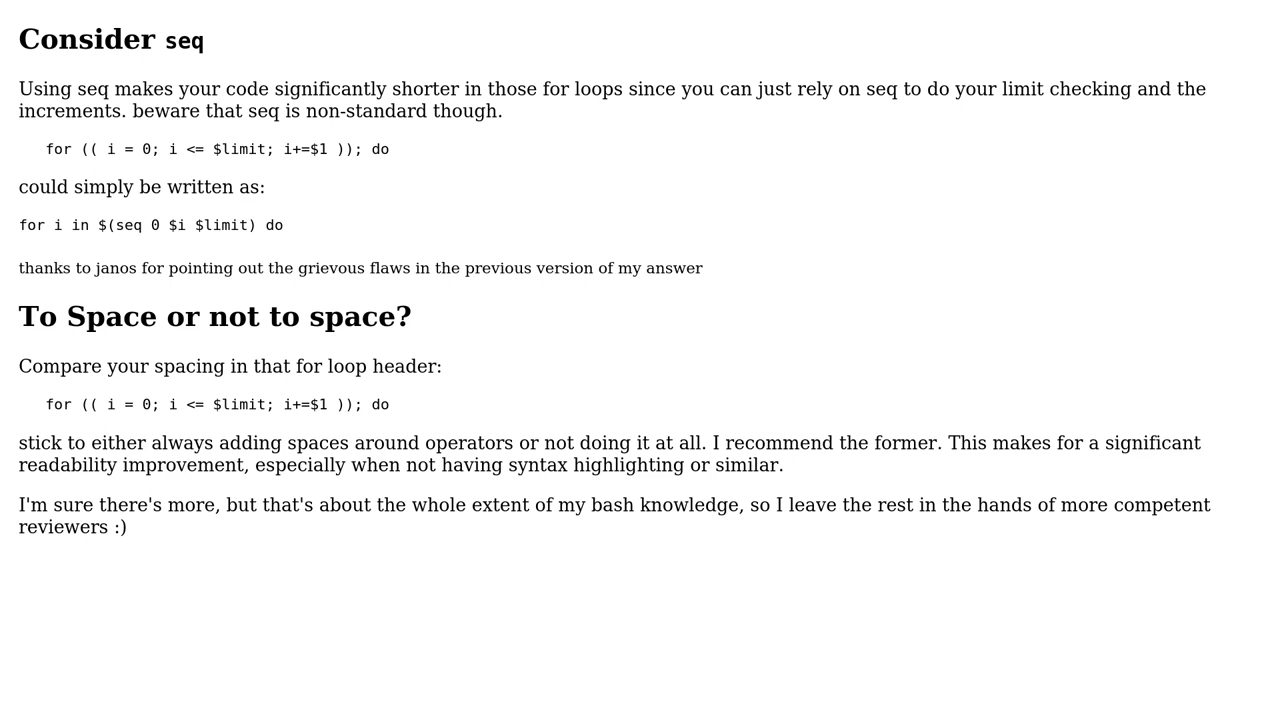 Consider seq
Using seq makes your code significantly shorter in those for loops since you can just rely on seq to do your limit checking and the
increments. beware that seq is non-standard though.
for (( i = 0; i <= $limit; i+=$1 )); do
could simply be written as:
for i in $(seq 0 $i $limit) do
thanks to janos for pointing out the grievous flaws in the previous version of my answer
To Space or not to space?
Compare your spacing in that for loop header:
for (( i = 0; i <= $limit; i+=$1 )); do
stick to either always adding spaces around operators or not doing it at all. I recommend the former. This makes for a significant
readability improvement, especially when not having syntax highlighting or similar.
I'm sure there's more, but that's about the whole extent of my bash knowledge, so I leave the rest in the hands of more competent
reviewers :)